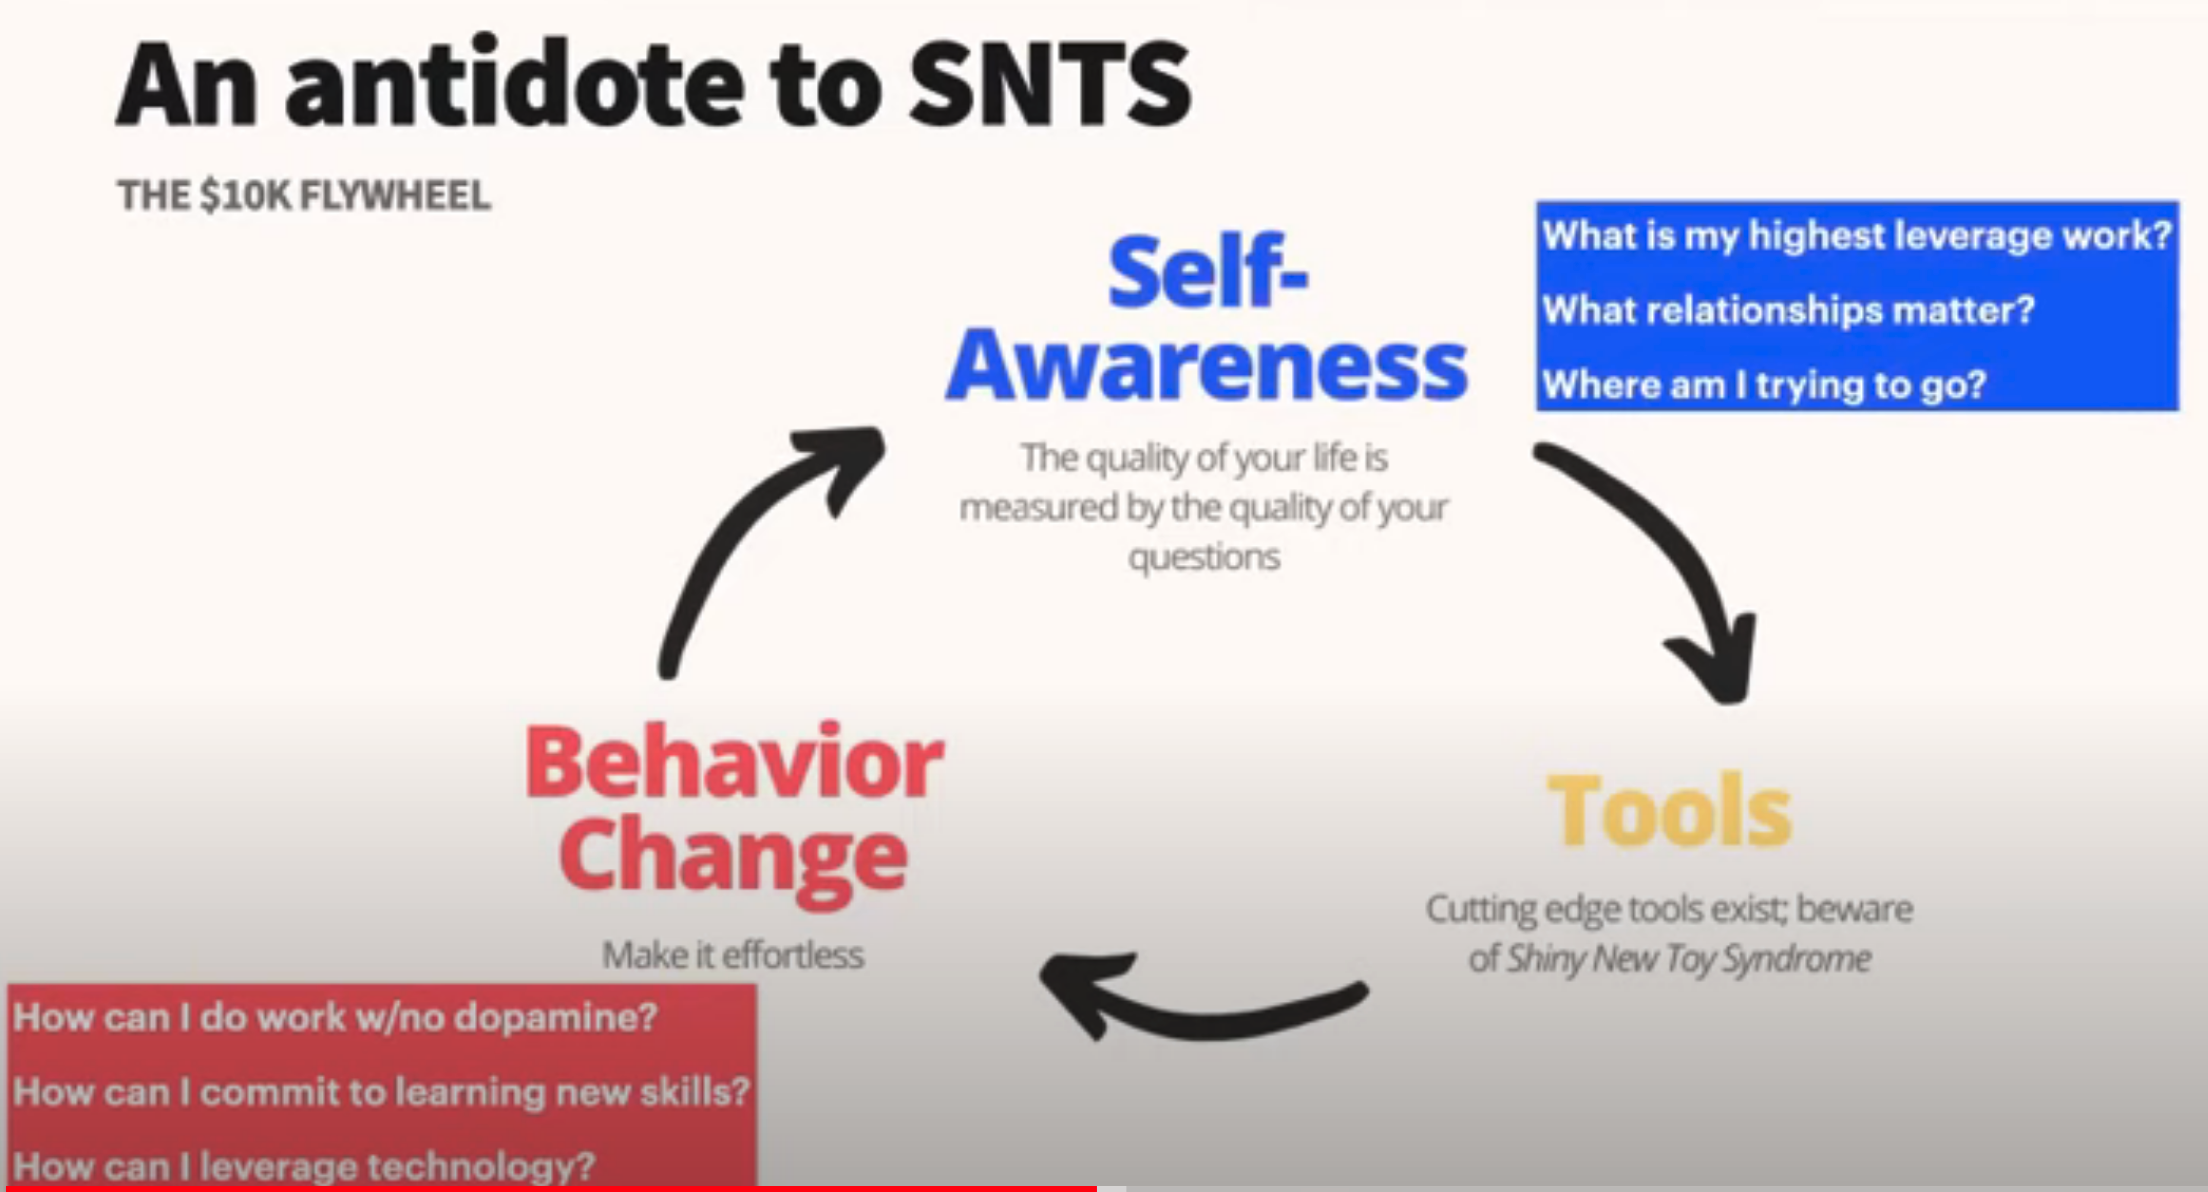 An antidote to SNTS
THE $10K FLYWHEEL
Self-
Awareness
The quality of your life is
measured by the quality of your
questions
What is my highest leverage work?
What relationships matter?
Where am I trying to go?
Tools
Cutting edge tools exist; beware
of Shiny New Toy Syndrome
Behavior
Change
Make it effortless
How can I do work w/no dopamine?
How can I commit to learning new skills?
How can I leverage technology?